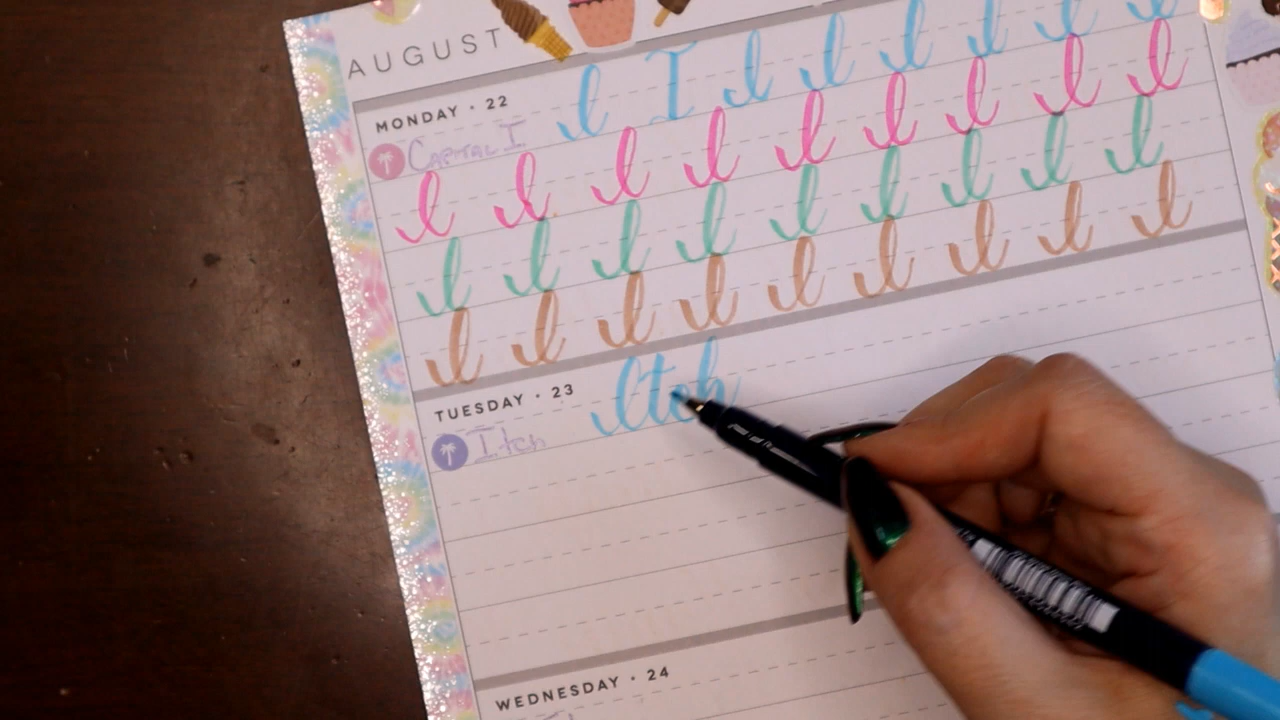 AUGUST
MONDAY · 22
CAPITAL I
I I I I I I I I
I I I I I I I I I I
I I I I I I I I I
I I I I I I I I I
TUESDAY · 23
Itch
Itch
WEDNESDAY · 24